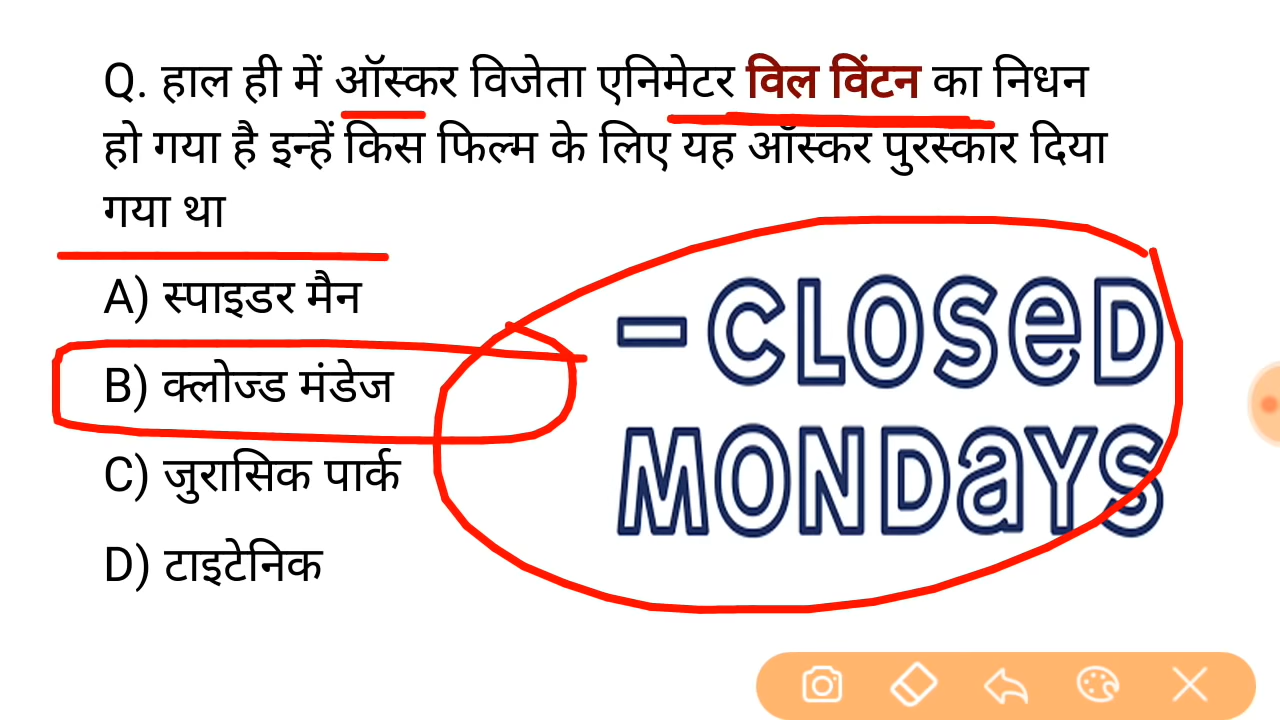 Q. हाल ही में ऑस्कर विजेता एनिमेटर विल विंटन का निधन
हो गया है इन्हें किस फिल्म के लिए यह ऑस्कर पुरस्कार दिया
गया था
A) स्पाइडर मैन
B) क्लोज्ड मंडेज
C) जुरासिक पार्क
D) टाइटेनिक
-CLOSeD
MONDaYS